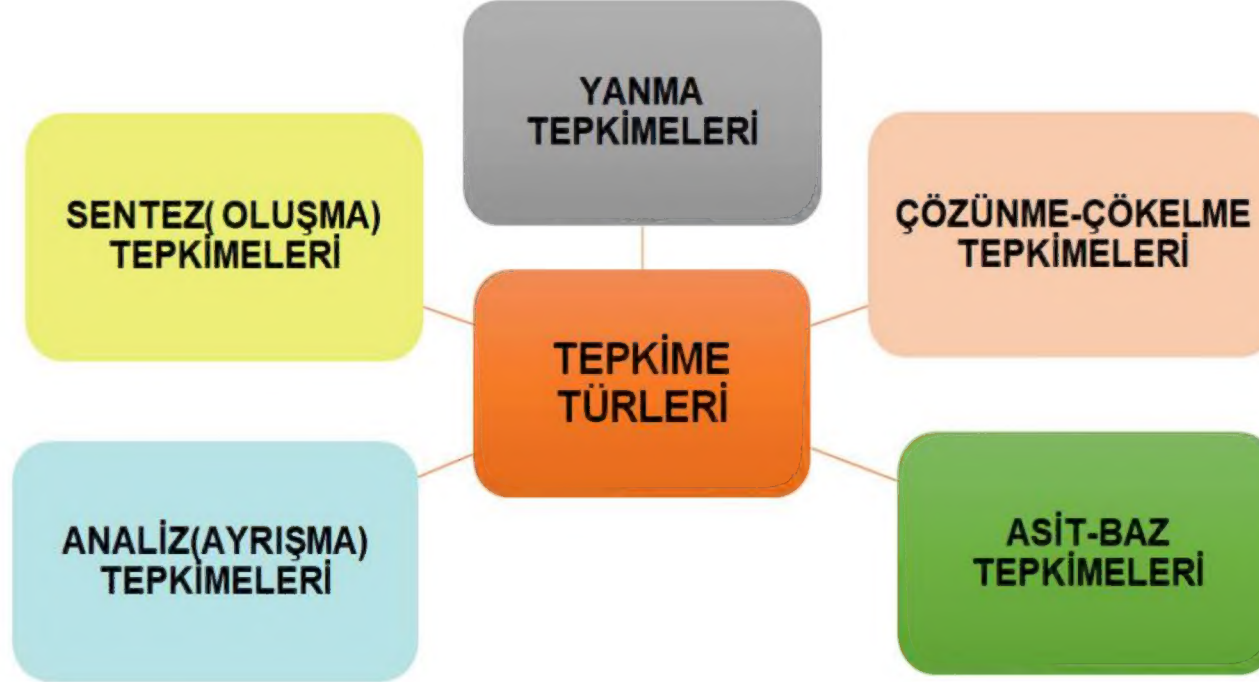 YANMA
TEPKİMELERİ
SENTEZ( OLUŞMA)
TEPKİMELERİ
ÇÖZÜNME-ÇÖKELME
TEPKİMELERİ
TEPKİME
TÜRLERİ
ANALİZ(AYRIŞMA)
TEPKİMELERİ
ASİT-BAZ
TEPKİMELERİ